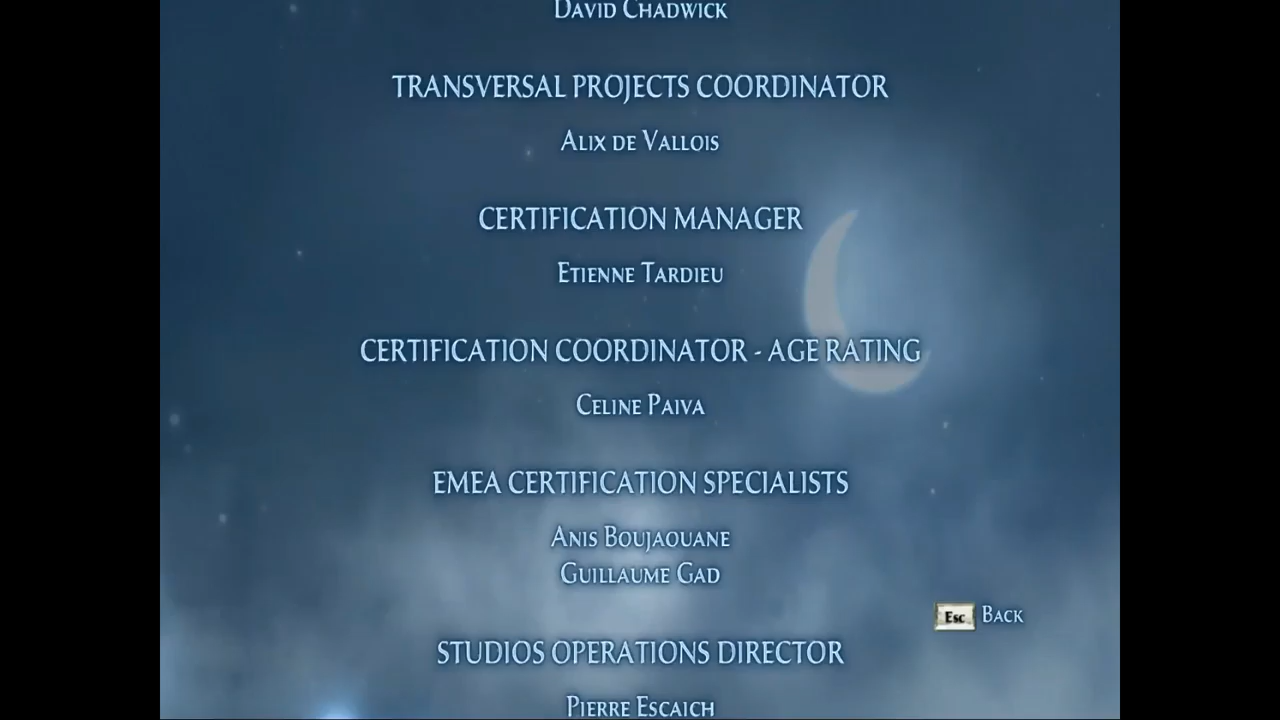 DAVID CHADWICK
TRANSVERSAL PROJECTS COORDINATOR
ALIX DE VALLOIS
CERTIFICATION MANAGER
ETIENNE TARDIEU
CERTIFICATION COORDINATOR - AGE RATING
CELINE PAIVA
EMEA CERTIFICATION SPECIALISTS
ANIS BOUJAOUANE
GUILLAUME GAD
Esc BACK
STUDIOS OPERATIONS DIRECTOR
PIERRE ESCAICH